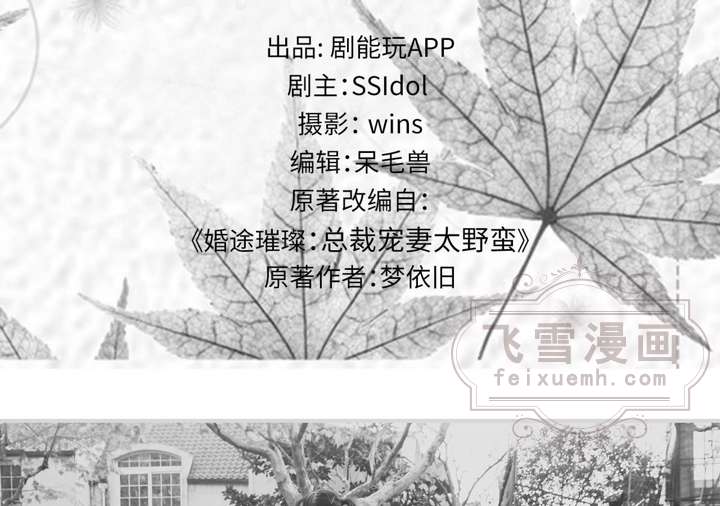 出品: 剧能玩APP
剧主：SSIdol
摄影： wins
编辑：呆毛兽
原著改编自：
《婚途璀璨：总裁宠妻太野蛮》
原著作者：梦依旧
飞雪漫画
feixuemh.com